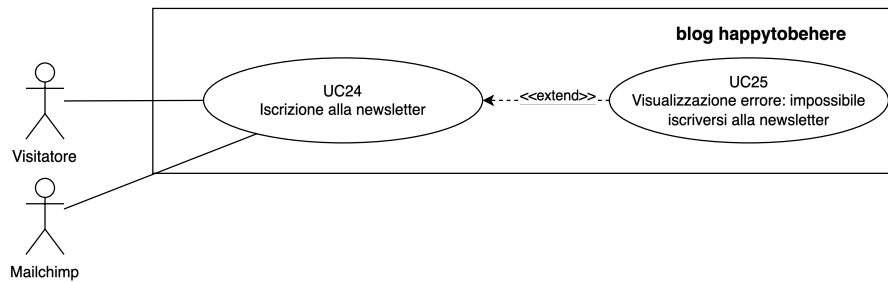 blog happytobehere
UC24
Iscrizione alla newsletter
<<extend>>
UC25
Visualizzazione errore: impossibile
iscriversi alla newsletter
Visitatore
Mailchimp